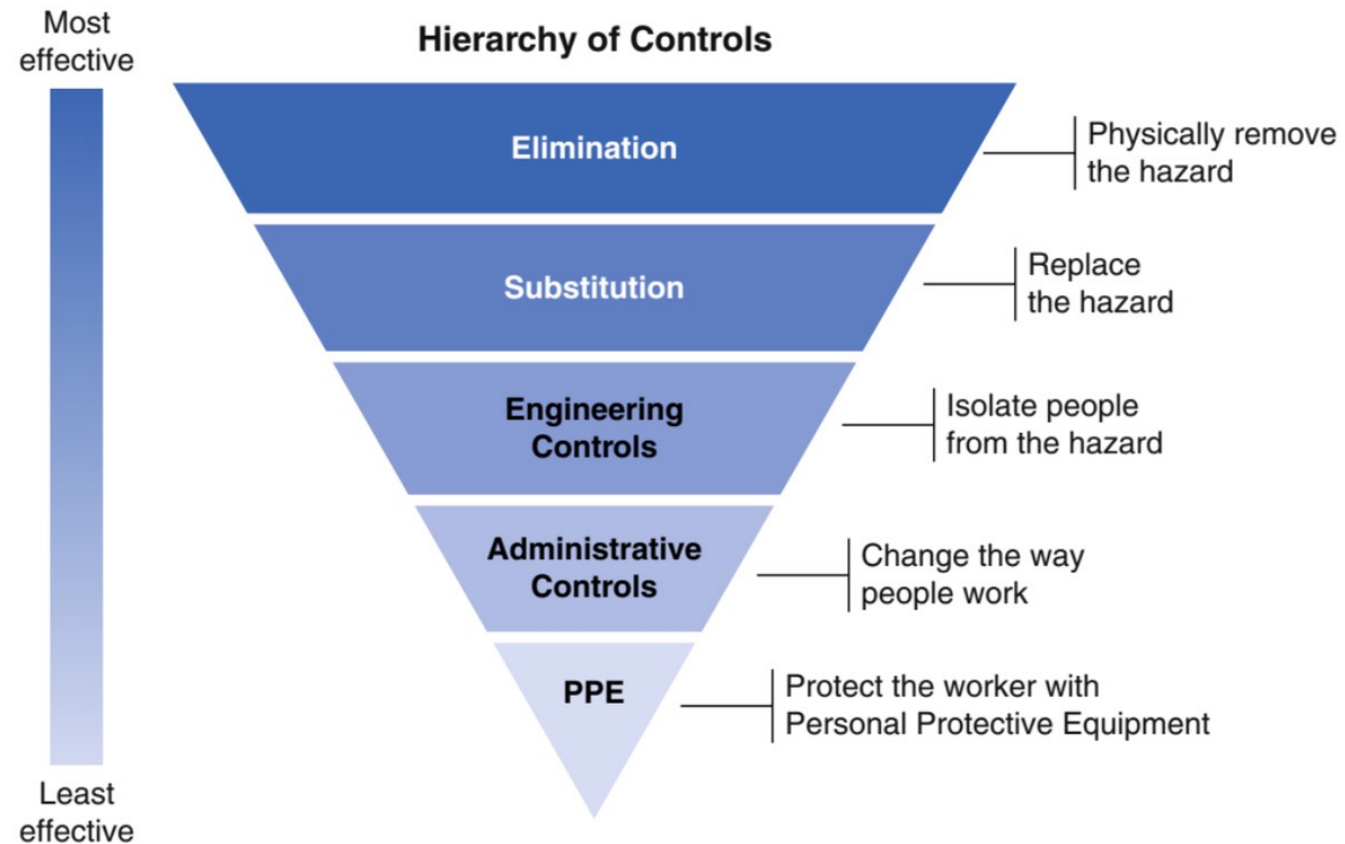 Most
effective
Hierarchy of Controls
Elimination
Physically remove
the hazard
Substitution
Replace
the hazard
Engineering
Controls
Isolate people
from the hazard
Administrative
Controls
Change the way
people work
PPE
Protect the worker with
Personal Protective Equipment
Least
effective